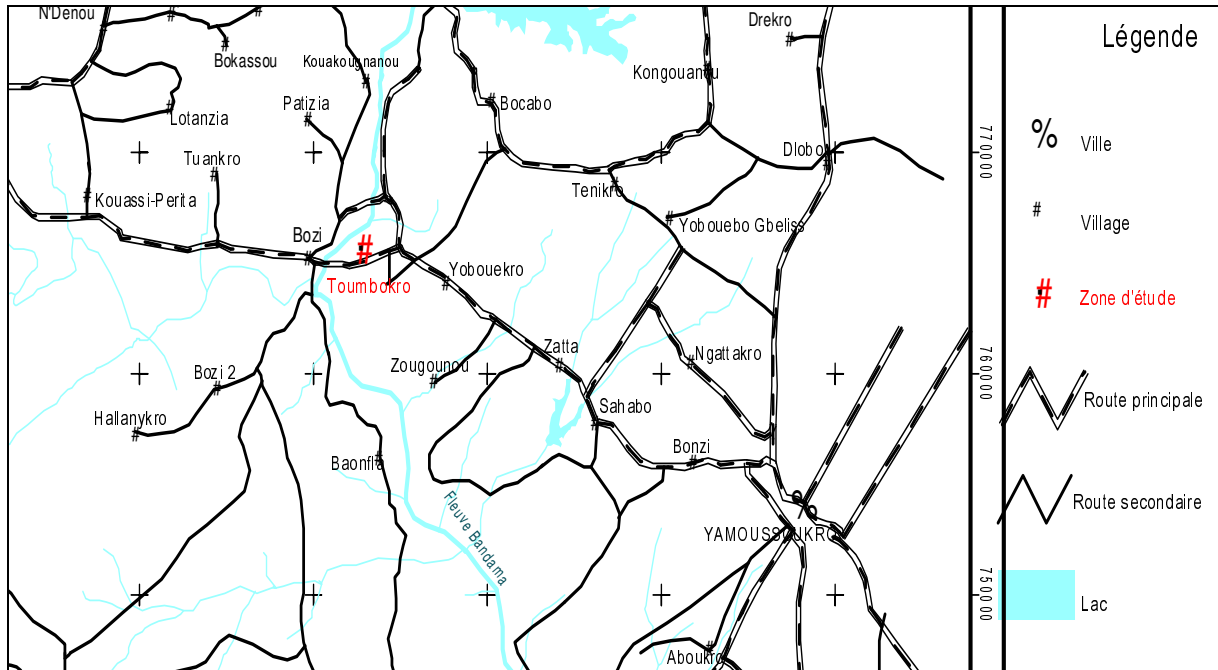 N'Denou
Drekro
Bokassou
Kouakougnanou
Kongouanou
Patizia
Bocabo
Lotanzia
Tuankro
Dlobo
Tenikro
Kouassi-Perita
Yobouebo Gbeliss
Bozi
Toumbokro
Yobouekro
Zatta
Ngattakro
Zougounou
Bozi 2
Hallanykro
Sahabo
Bonzi
Baonfla
Fleuve Bandama
YAMOUSSOUKRO
Aboukro
770000
760000
750000
Légende
% Ville
# Village
# Zone d'étude
Route principale
Route secondaire
Lac